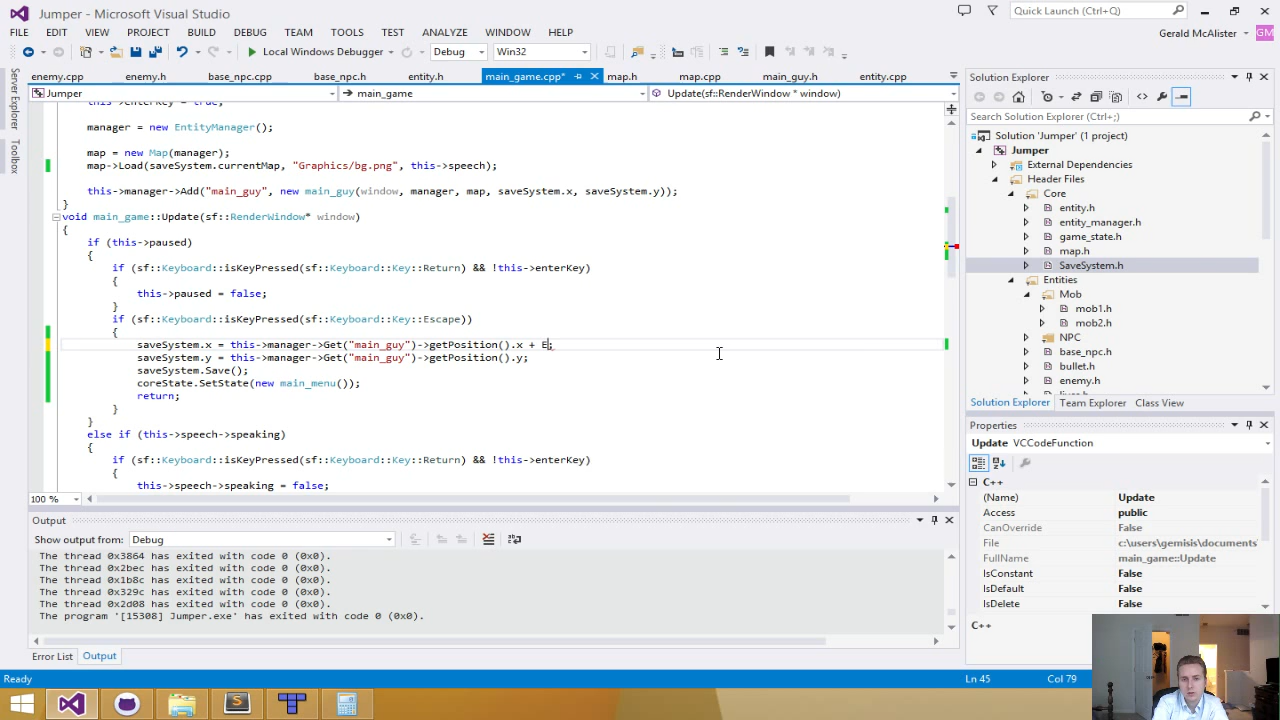 Jumper - Microsoft Visual Studio
Quick Launch (Ctrl+Q)
FILE EDIT VIEW PROJECT BUILD DEBUG TEAM TOOLS TEST ANALYZE WINDOW HELP
Gerald McAlister GM
Local Windows Debugger Debug Win32
enemy.cpp enemy.h base_npc.cpp base_npc.h entity.h main_game.cpp* map.h map.cpp main_guy.h entity.cpp
Jumper main_game Update(sf::RenderWindow * window)
Server Explorer
Toolbox
this->enterKey = true;
manager = new EntityManager();
map = new Map(manager);
map->Load(saveSystem.currentMap, "Graphics/bg.png", this->speech);
this->manager->Add("main_guy", new main_guy(window, manager, map, saveSystem.x, saveSystem.y));
}
void main_game::Update(sf::RenderWindow* window)
{
if (this->paused)
{
if (sf::Keyboard::isKeyPressed(sf::Keyboard::Key::Return) && !this->enterKey)
{
this->paused = false;
}
if (sf::Keyboard::isKeyPressed(sf::Keyboard::Key::Escape))
{
saveSystem.x = this->manager->Get("main_guy")->getPosition().x + E;
saveSystem.y = this->manager->Get("main_guy")->getPosition().y;
saveSystem.Save();
coreState.SetState(new main_menu());
return;
}
}
else if (this->speech->speaking)
{
if (sf::Keyboard::isKeyPressed(sf::Keyboard::Key::Return) && !this->enterKey)
{
this->speech->speaking = false;
100 %
Output
Show output from: Debug
The thread 0x3864 has exited with code 0 (0x0).
The thread 0x2bec has exited with code 0 (0x0).
The thread 0x1b8c has exited with code 0 (0x0).
The thread 0x329c has exited with code 0 (0x0).
The thread 0x2d08 has exited with code 0 (0x0).
The program '[15308] Jumper.exe' has exited with code 0 (0x0).
Error List Output
Solution Explorer
Search Solution Explorer (Ctrl+;)
Solution 'Jumper' (1 project)
Jumper
External Dependencies
Header Files
Core
entity.h
entity_manager.h
game_state.h
map.h
SaveSystem.h
Entities
Mob
mob1.h
mob2.h
NPC
base_npc.h
bullet.h
enemy.h
Solution Explorer Team Explorer Class View
Properties
Update VCCodeFunction
C++
(Name) Update
Access public
CanOverride False
File c:\users\gemisis\documents
FullName main_game::Update
IsConstant False
IsDefault False
IsDelete False
C++
Ready Ln 45 Col 79